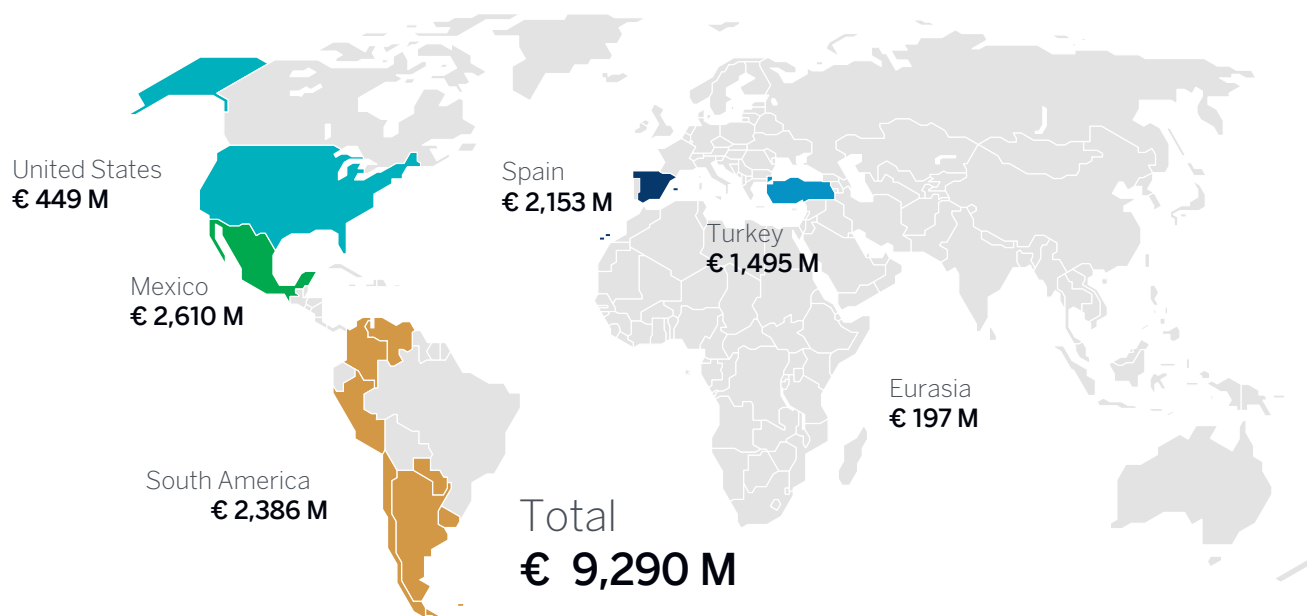 United States
€ 449 M
Spain
€ 2,153 M
Turkey
€ 1,495 M
Mexico
€ 2,610 M
Eurasia
€ 197 M
South America
€ 2,386 M
Total
€ 9,290 M